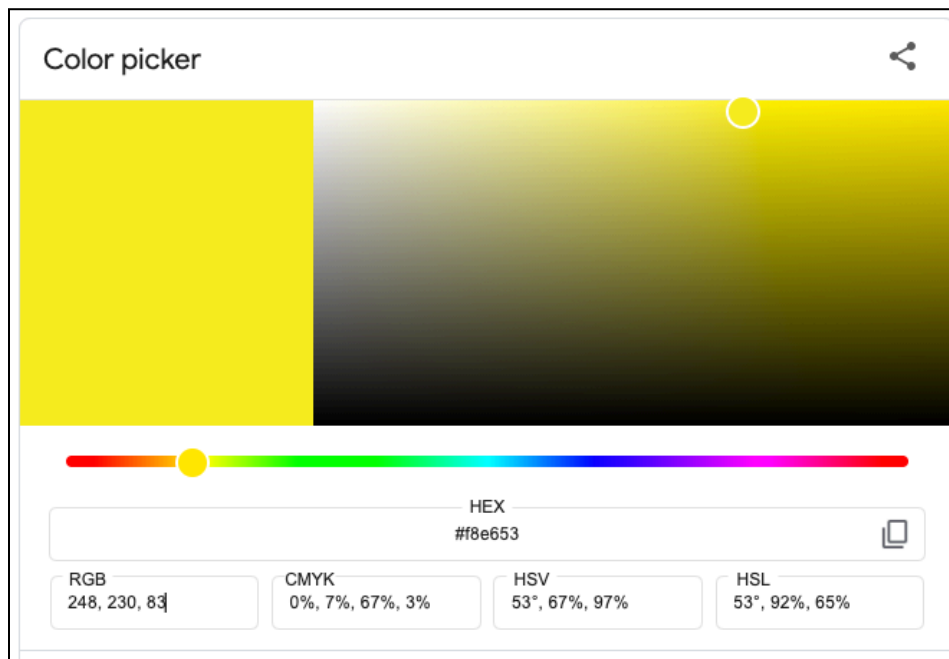 Color picker
HEX
#f8e653
RGB
248, 230, 83
CMYK
0%, 7%, 67%, 3%
HSV
53°, 67%, 97%
HSL
53°, 92%, 65%